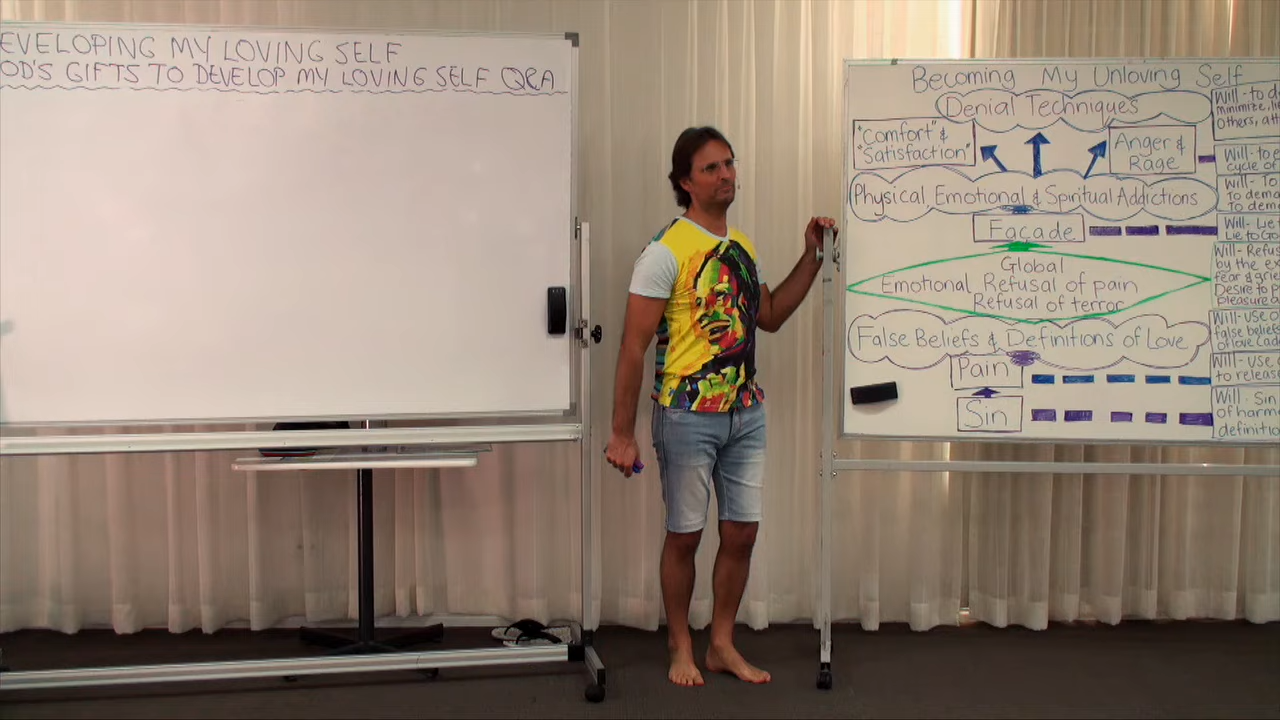 EVELOPING MY LOVING SELF
OD'S GIFTS TO DEVELOP MY LOVING SELF Q&A
Becoming My Unloving Self
Denial Techniques
"Comfort" &
"Satisfaction"
Anger &
Rage
Physical, Emotional & Spiritual Addictions
Façade
Global
Emotional Refusal of pain
Refusal of terror
False Beliefs & Definitions of Love
Pain
Sin
Will - to d
minimize,
Others, at
Will - to e
cycle of
Will - To
To dema
To dem
Will - Lie
Lie to Go
Will - Refus
by the ex
fear & grie
Desire to p
pleasure o
Will - use o
false belief
of love
Will - use
to release
Will - Sin
of harm
definitio